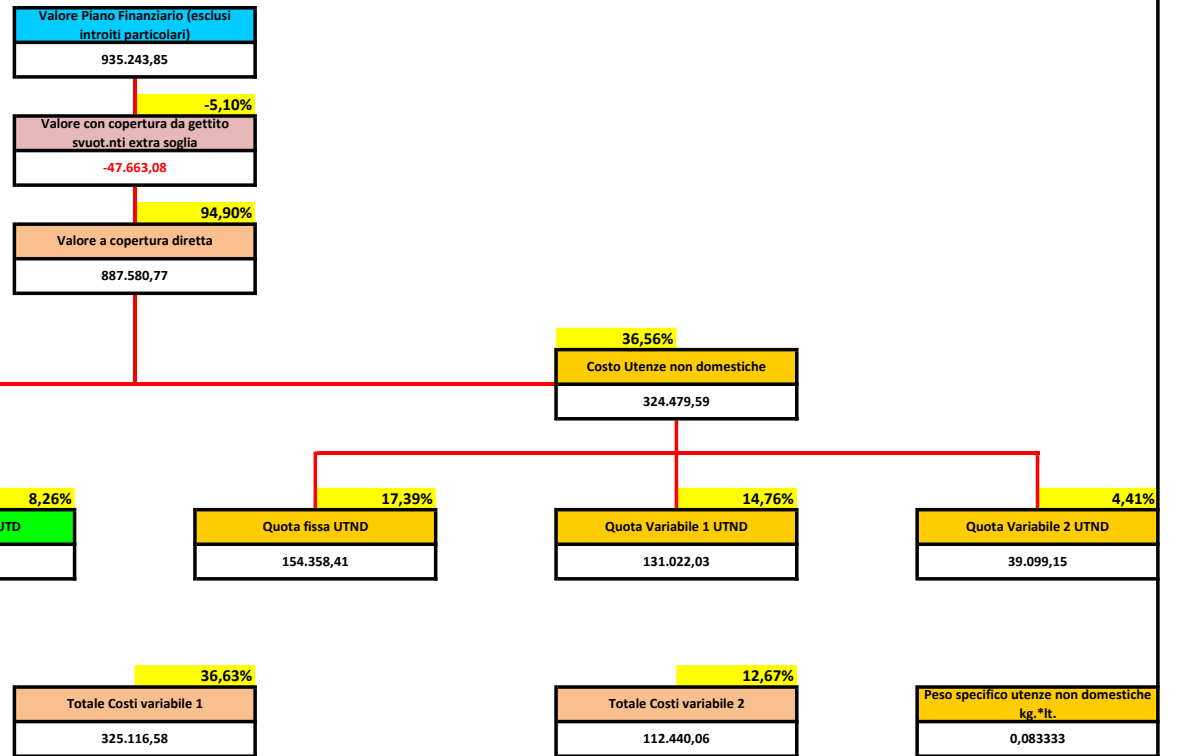 Valore Piano Finanziario (esclusi
introiti particolari)
935.243,85
-5,10%
Valore con copertura da gettito
svuot.nti extra soglia
-47.663,08
94,90%
Valore a copertura diretta
887.580,77
36,56%
Costo Utenze non domestiche
324.479,59
8,26%
17,39%
14,76%
4,41%
UTD
Quota fissa UTND
Quota Variabile 1 UTND
Quota Variabile 2 UTND
154.358,41
131.022,03
39.099,15
36,63%
12,67%
Totale Costi variabile 1
Totale Costi variabile 2
Peso specifico utenze non domestiche
kg.*lt.
325.116,58
112.440,06
0,083333